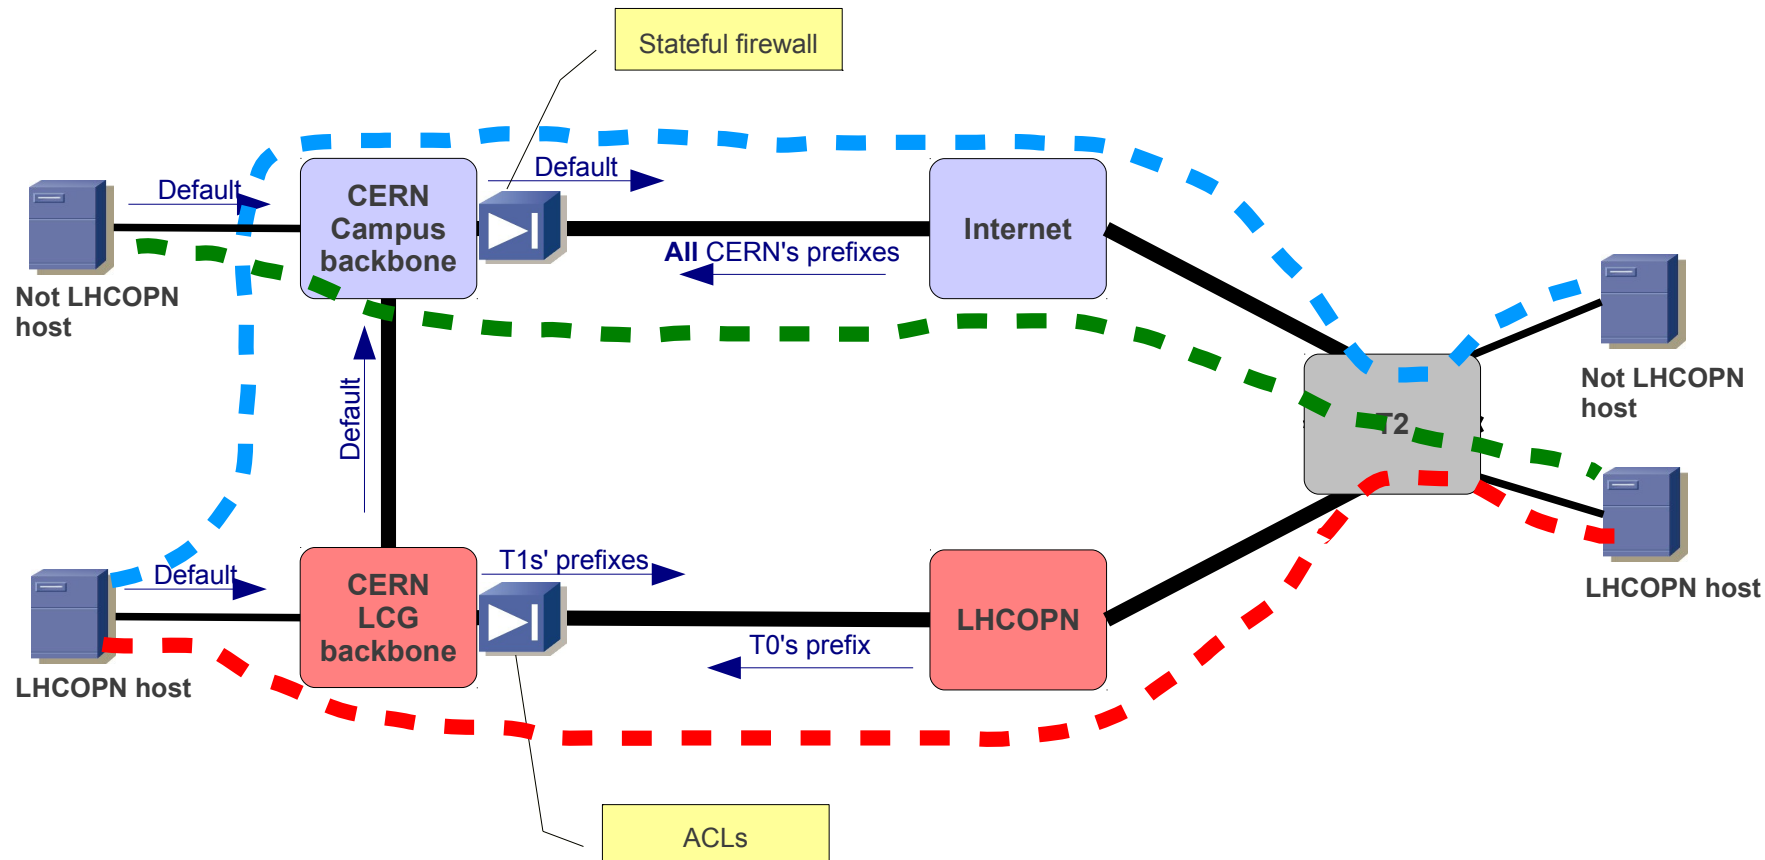 Stateful firewall
Default
CERN
Campus
backbone
Default
Internet
All CERN's prefixes
Not LHCOPN
host
Not LHCOPN
host
Default
T2
Default
CERN
LCG
backbone
T1s' prefixes
LHCOPN
T0's prefix
LHCOPN host
LHCOPN host
ACLs